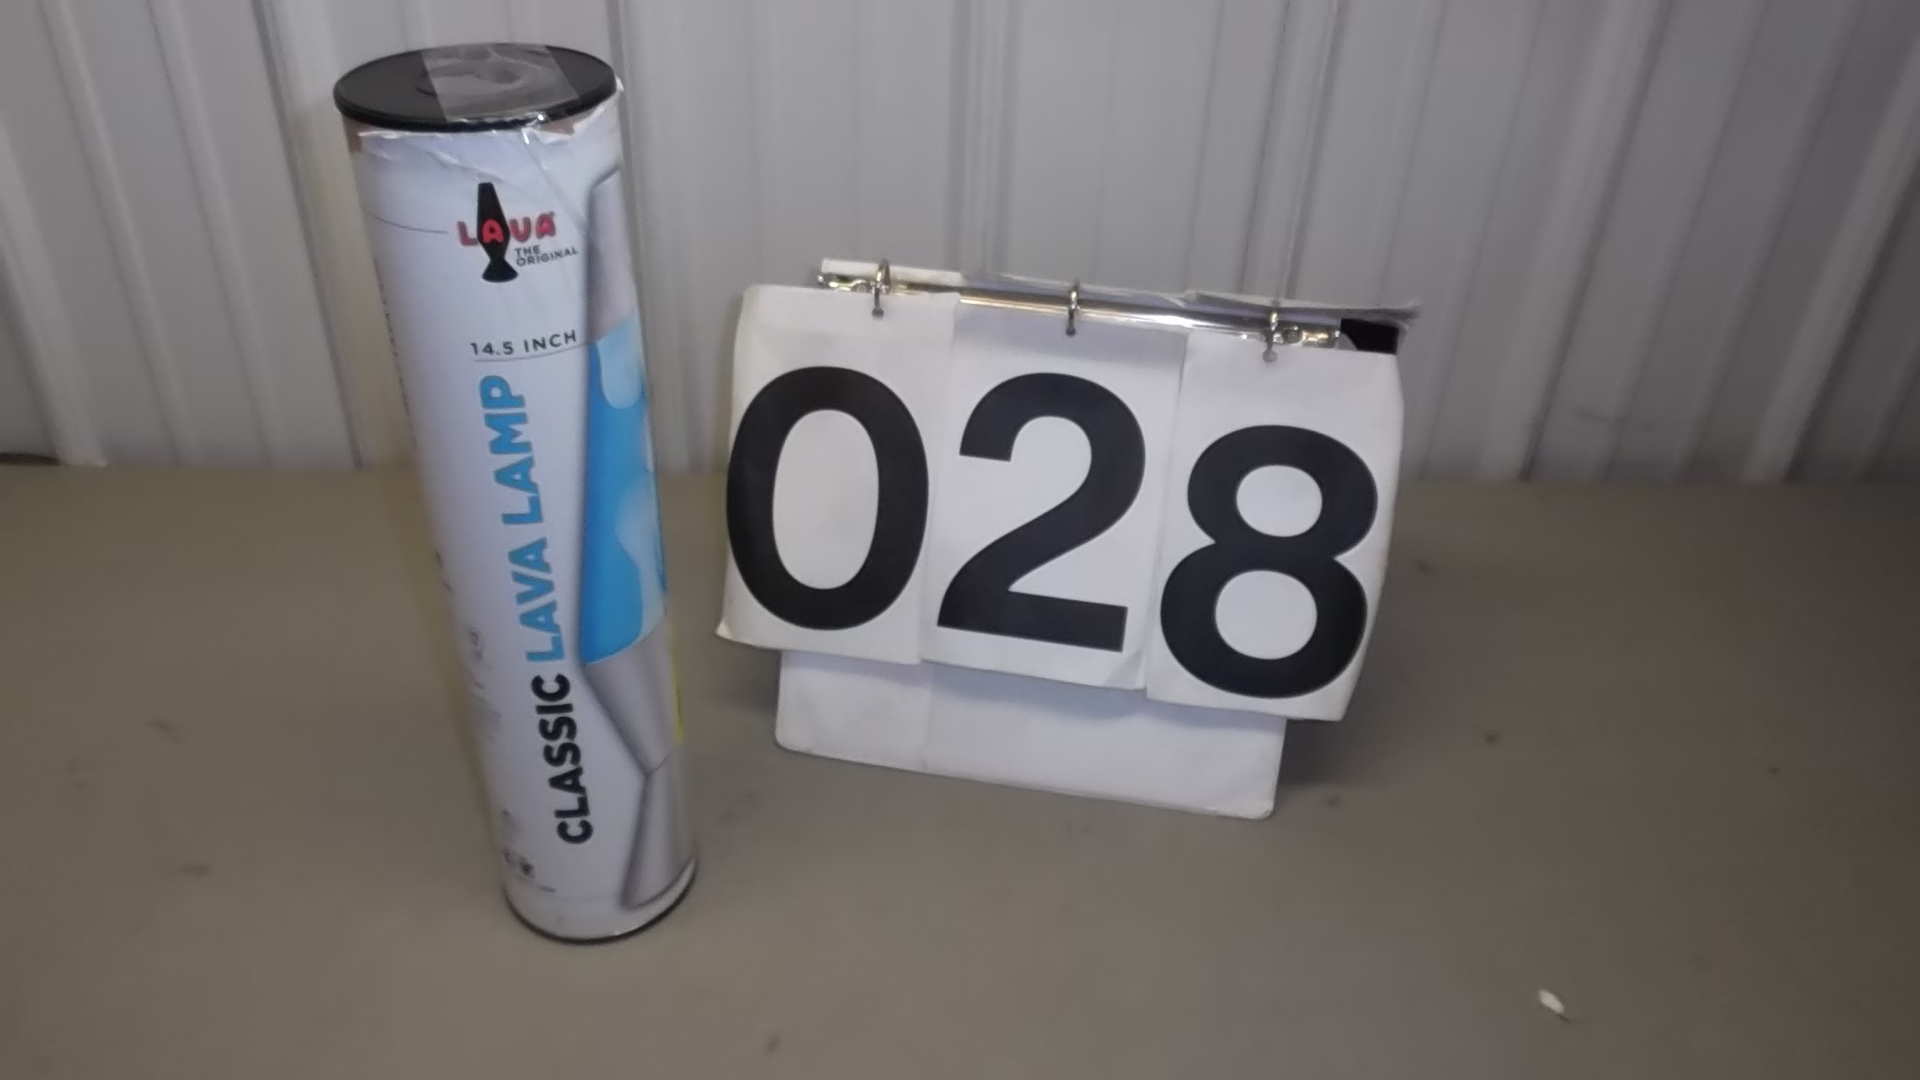 LAVA
THE
ORIGINAL
14.5 INCH
CLASSIC LAVA LAMP
028